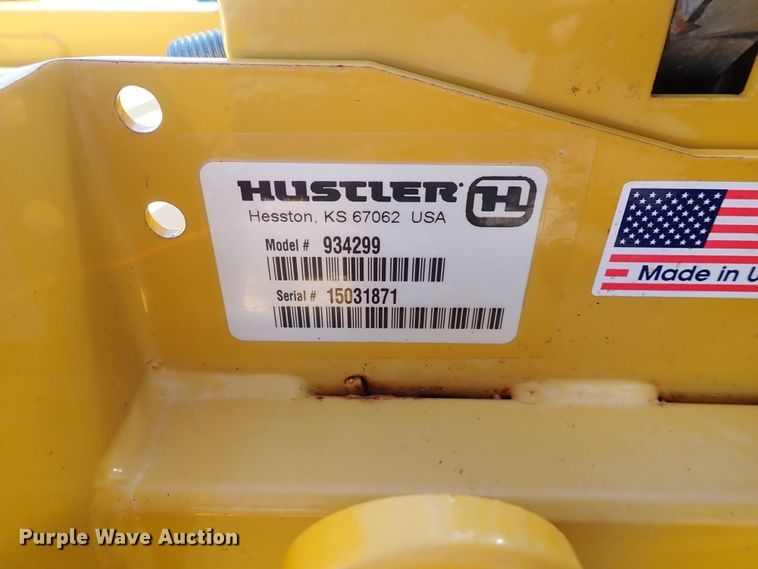 HUSTLER H
Hesston, KS 67062 USA
Model # 934299
Serial # 15031871
Made in U
Purple Wave Auction